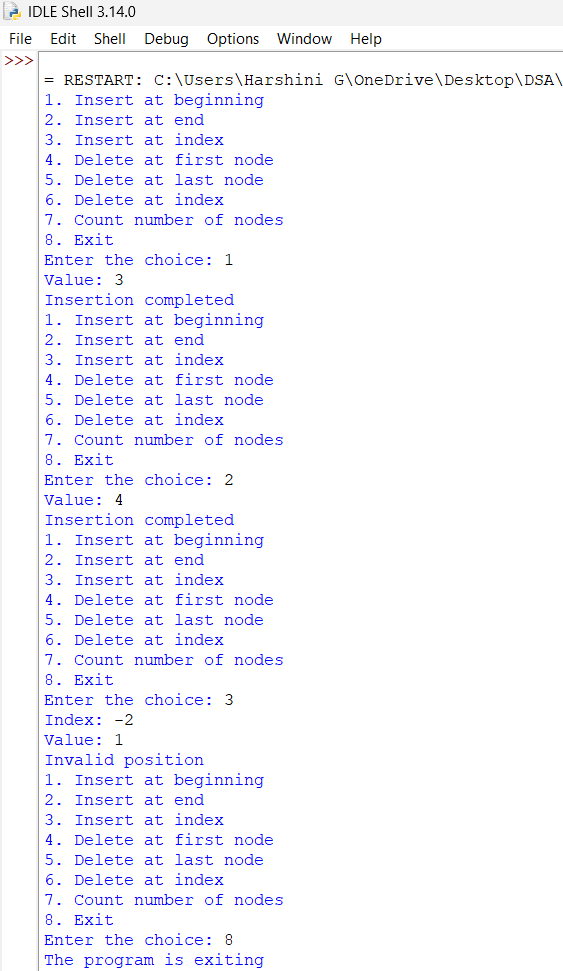 IDLE Shell 3.14.0
File Edit Shell Debug Options Window Help
>>>
= RESTART: C:\Users\Harshini G\OneDrive\Desktop\DSA\
1. Insert at beginning
2. Insert at end
3. Insert at index
4. Delete at first node
5. Delete at last node
6. Delete at index
7. Count number of nodes
8. Exit
Enter the choice: 1
Value: 3
Insertion completed
1. Insert at beginning
2. Insert at end
3. Insert at index
4. Delete at first node
5. Delete at last node
6. Delete at index
7. Count number of nodes
8. Exit
Enter the choice: 2
Value: 4
Insertion completed
1. Insert at beginning
2. Insert at end
3. Insert at index
4. Delete at first node
5. Delete at last node
6. Delete at index
7. Count number of nodes
8. Exit
Enter the choice: 3
Index: -2
Value: 1
Invalid position
1. Insert at beginning
2. Insert at end
3. Insert at index
4. Delete at first node
5. Delete at last node
6. Delete at index
7. Count number of nodes
8. Exit
Enter the choice: 8
The program is exiting